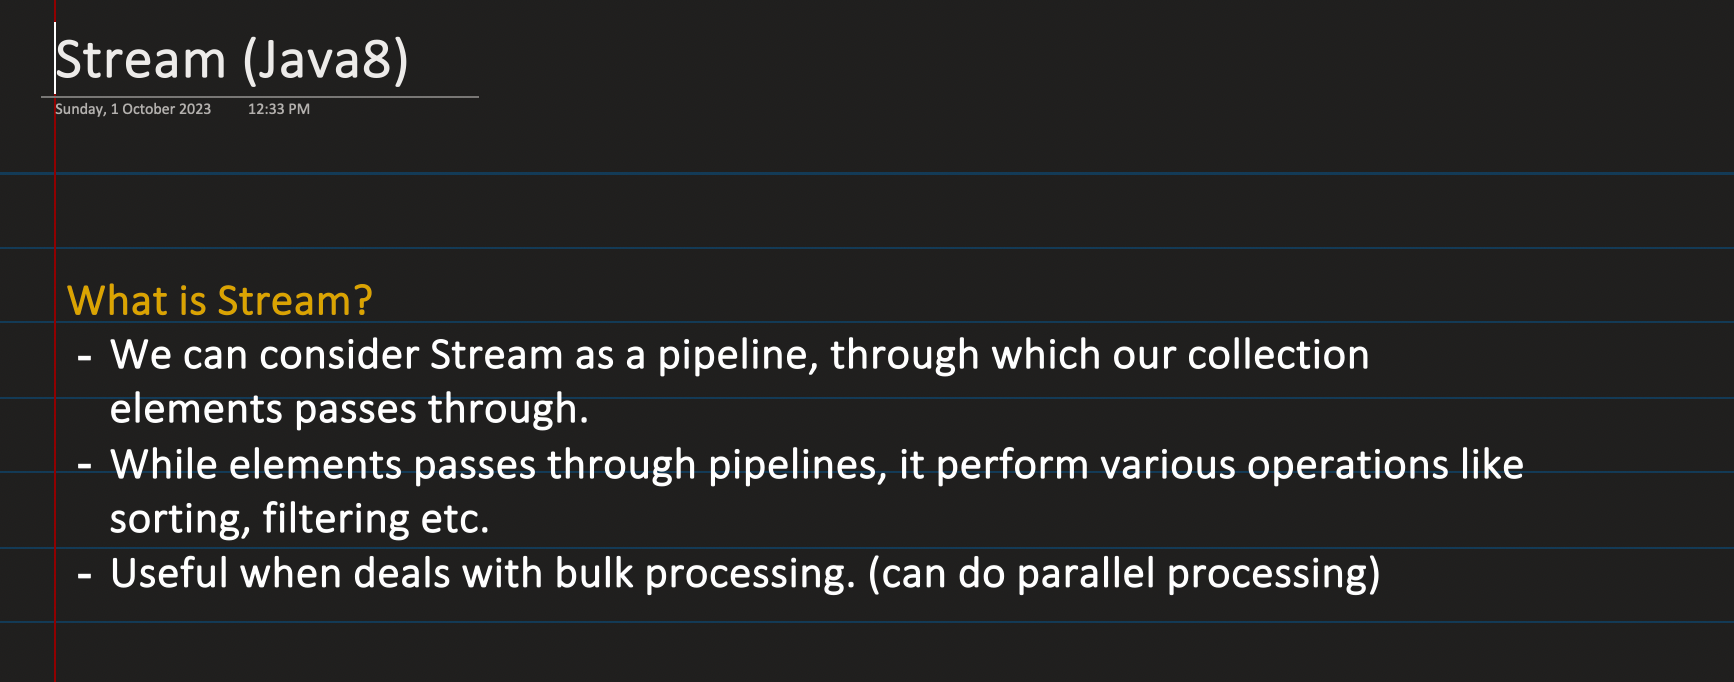 Stream (Java8)
Sunday, 1 October 2023 12:33 PM
What is Stream?
- We can consider Stream as a pipeline, through which our collection
elements passes through.
- While elements passes through pipelines, it perform various operations like
sorting, filtering etc.
- Useful when deals with bulk processing. (can do parallel processing)